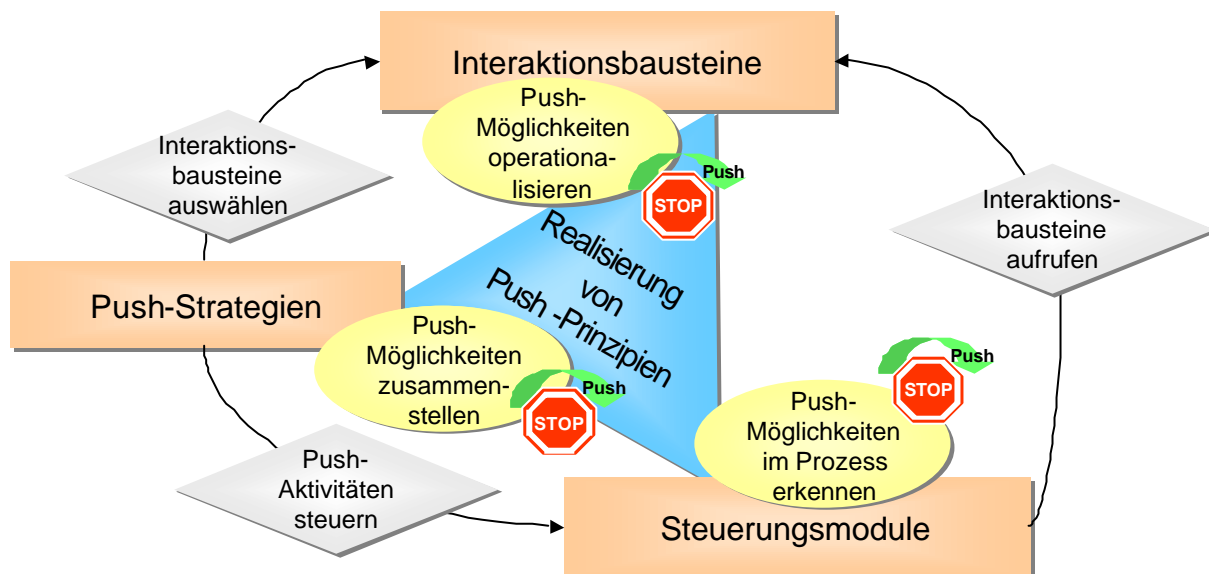 Interaktionsbausteine
Push-
Möglichkeiten
operationa-
lisieren
Push
STOP
Interaktions-
bausteine
auswählen
Interaktions-
bausteine
aufrufen
Realisierung
von
Push -Prinzipien
Push-Strategien
Push-
Möglichkeiten
zusammen-
stellen
Push
STOP
Push
STOP
Push-
Möglichkeiten
im Prozess
erkennen
Push-
Aktivitäten
steuern
Steuerungsmodule